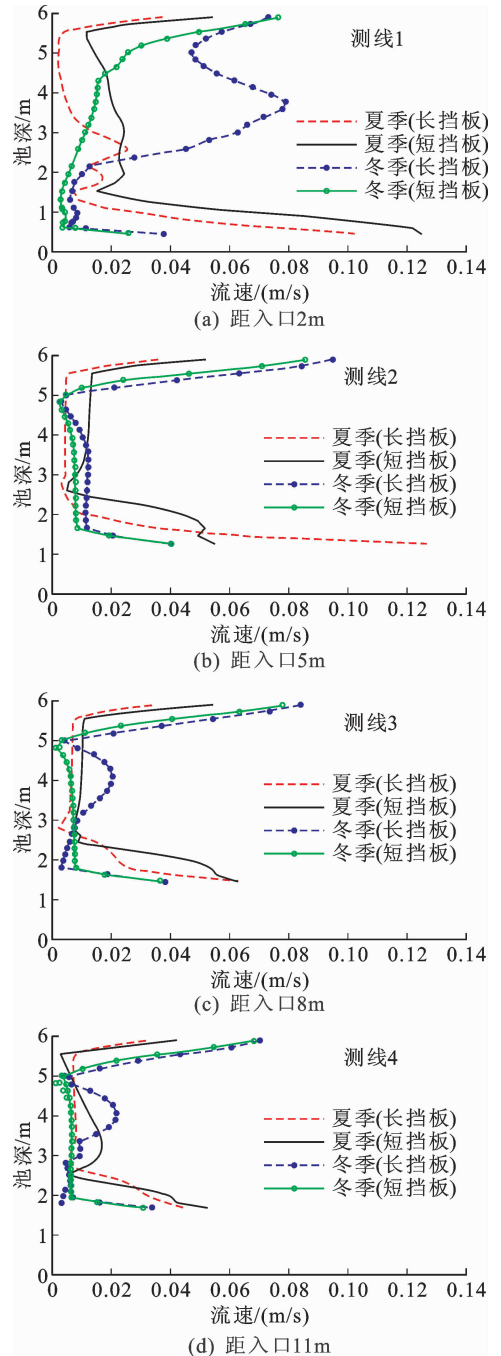 6
5
4
3
2
1
0
池深/m
测线1
夏季(长挡板)
夏季(短挡板)
冬季(长挡板)
冬季(短挡板)
0.02 0.04 0.06 0.08 0.10 0.12 0.14
流速/(m/s)
(a) 距入口2m
6
5
4
3
2
1
0
池深/m
测线2
夏季(长挡板)
夏季(短挡板)
冬季(长挡板)
冬季(短挡板)
0.02 0.04 0.06 0.08 0.10 0.12 0.14
流速/(m/s)
(b) 距入口5m
6
5
4
3
2
1
0
池深/m
测线3
夏季(长挡板)
夏季(短挡板)
冬季(长挡板)
冬季(短挡板)
0.02 0.04 0.06 0.08 0.10 0.12 0.14
流速/(m/s)
(c) 距入口8m
6
5
4
3
2
1
0
池深/m
测线4
夏季(长挡板)
夏季(短挡板)
冬季(长挡板)
冬季(短挡板)
0.02 0.04 0.06 0.08 0.10 0.12 0.14
流速/(m/s)
(d) 距入口11m